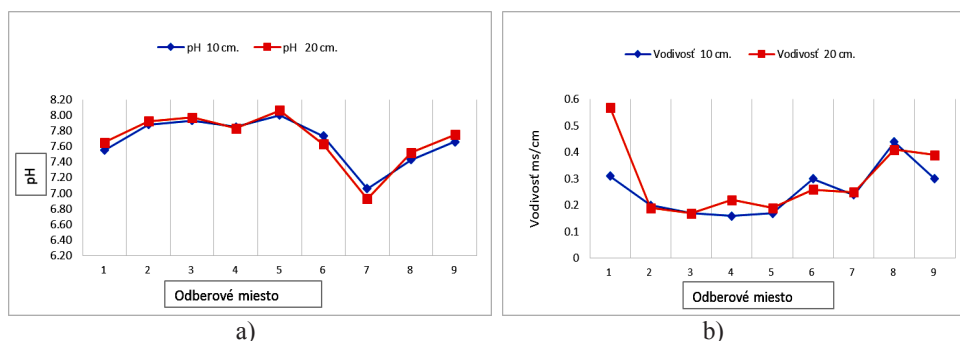 pH 10 cm. pH 20 cm.
8.20
8.00
7.80
7.60
7.40
7.20
7.00
6.80
6.60
6.40
6.20
pH
1 2 3 4 5 6 7 8 9
Odberové miesto
a)
Vodivosť 10 cm. Vodivosť 20 cm.
0.6
0.5
0.4
0.3
0.2
0.1
0
Vodivosť ms/cm
1 2 3 4 5 6 7 8 9
Odberové miesto
b)